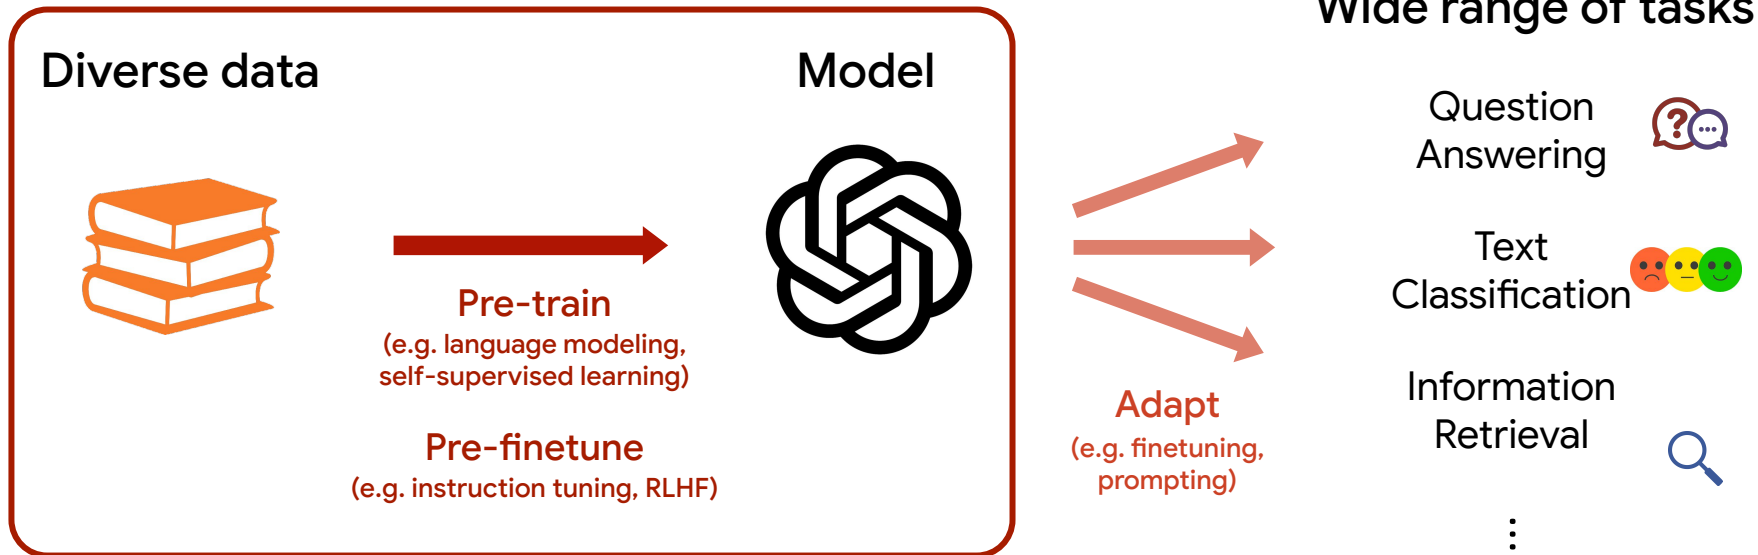 Wide range of tasks
Diverse data
Model
Pre-train
(e.g. language modeling,
self-supervised learning)
Pre-finetune
(e.g. instruction tuning, RLHF)
Adapt
(e.g. finetuning,
prompting)
Question
Answering
Text
Classification
Information
Retrieval
⋮